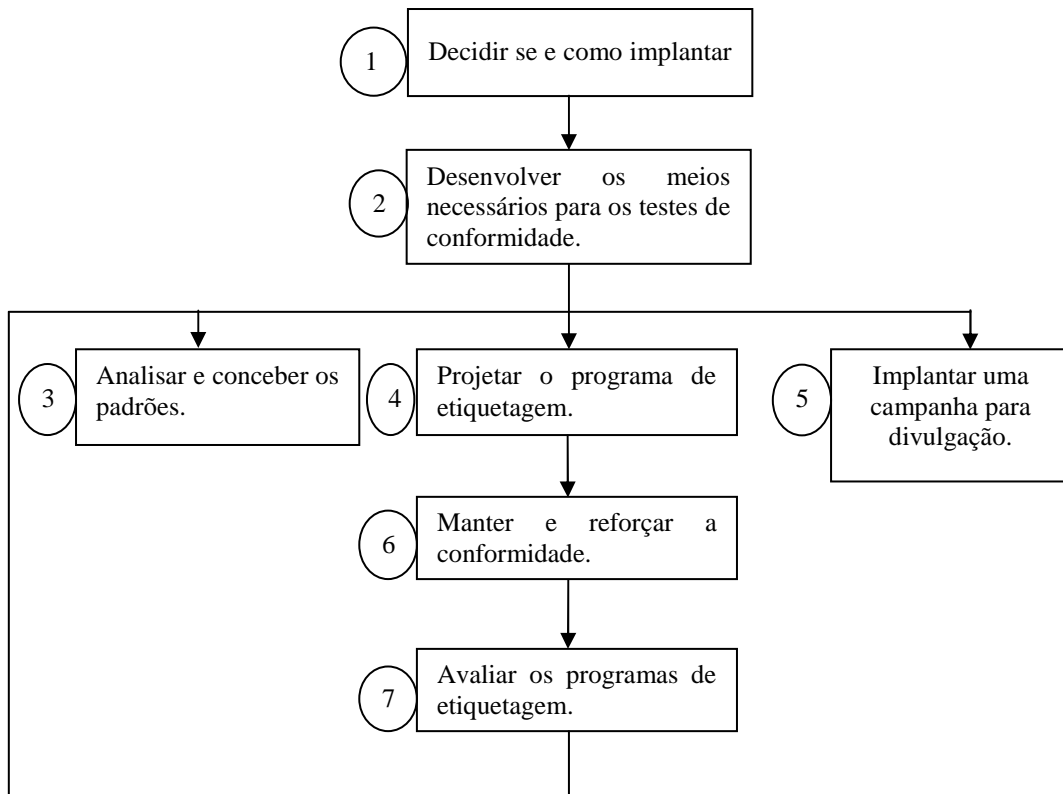 1
Decidir se e como implantar
2
Desenvolver os meios
necessários para os testes de
conformidade.
3
Analisar e conceber os
padrões.
4
Projetar o programa de
etiquetagem.
5
Implantar uma
campanha para
divulgação.
6
Manter e reforçar a
conformidade.
7
Avaliar os programas de
etiquetagem.